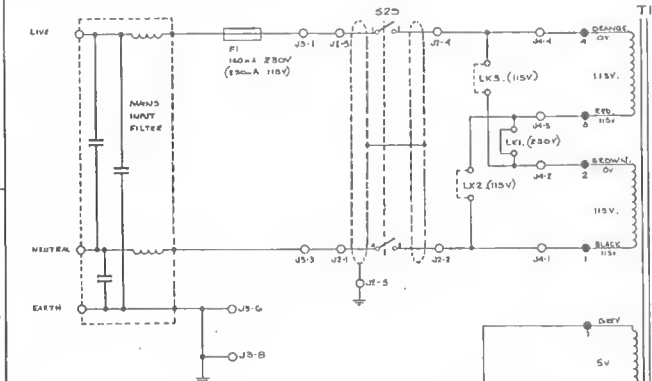 T1
S25
LIVE
F1
160mA 230V
(250mA 115V)
J3-1
J2-5
J2-4
J4-4
4
ORANGE
0V
MAINS
INPUT
FILTER
LK3.(115V)
115V.
J4-3
RED
115V
LK1.(230V)
J4-2
2
BROWN.
0V
LK2.(115V)
115V.
NEUTRAL
J3-3
J2-1
J2-2
J4-1
1
BLACK
115V
J2-3
EARTH
J3-6
J3-8
GREY
5V